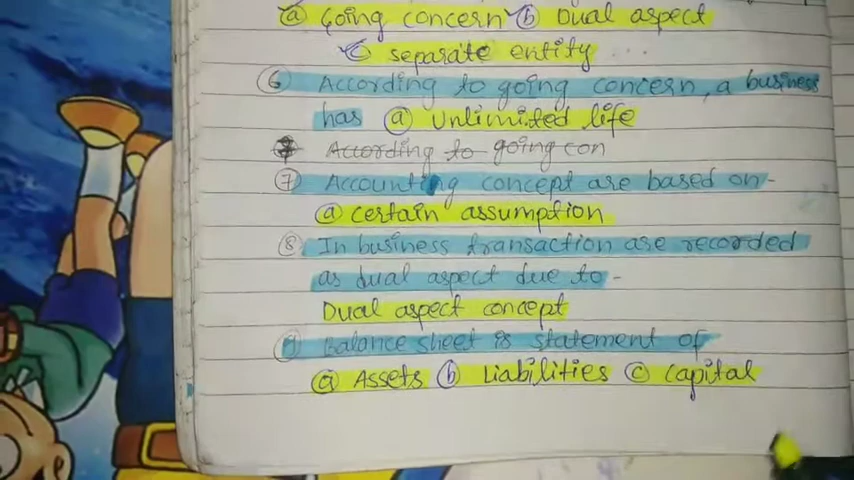 ⓐ Going concern ⓑ Dual aspect
ⓒ separate entity ...
⑥ According to going concern, a business
has ⓐ Unlimited life
According to going con
⑦ Accounting concept are based on-
ⓐ certain assumption
⑧ In business transaction are recorded
as dual aspect due to -
Dual aspect concept
⑨ Balance sheet is statement of
ⓐ Assets ⓑ Liabilities ⓒ capital